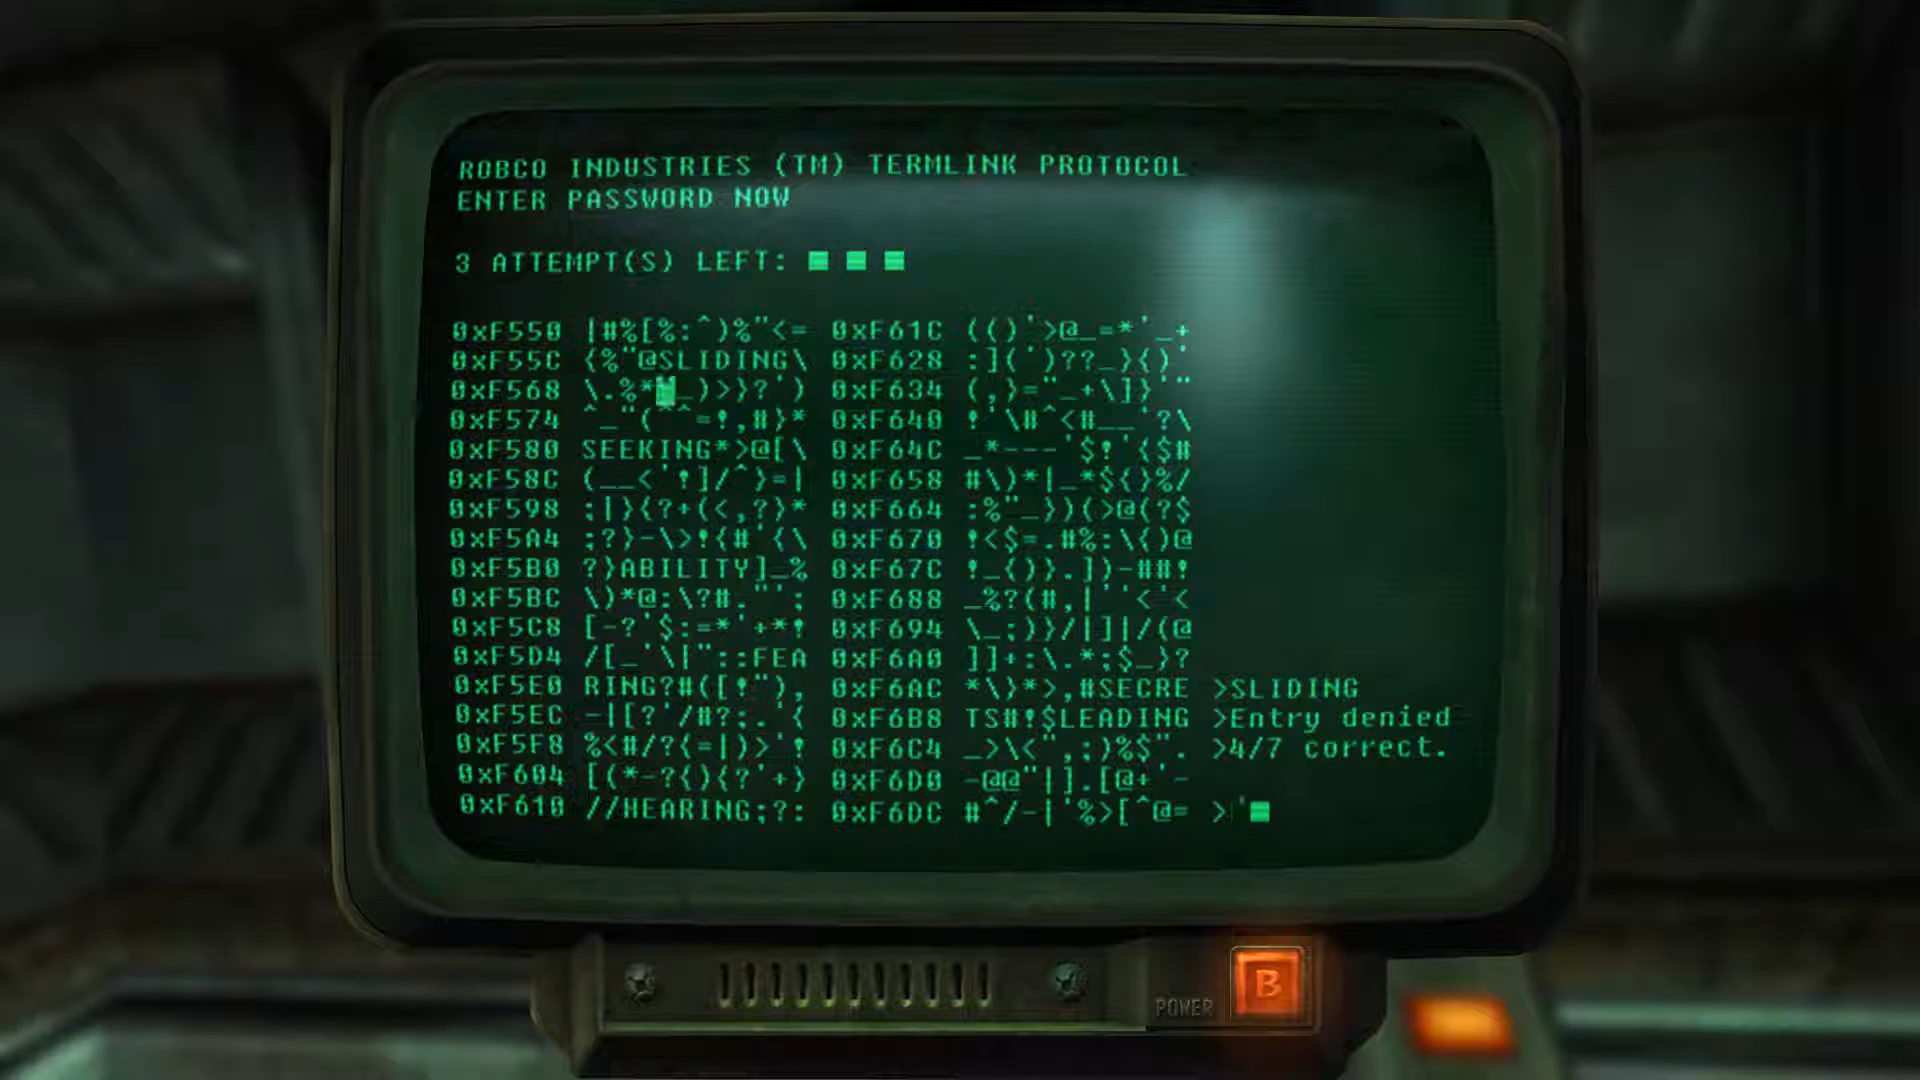 ROBCO INDUSTRIES (TM) TERMLINK PROTOCOL
ENTER PASSWORD NOW
3 ATTEMPT(S) LEFT: ■ ■ ■
0xF550 |#%[%:^)%"<= 0xF61C (()'>@_=*'_+
0xF55C {%"@SLIDING\ 0xF628 :](')??_}{()'
0xF568 \.%* _)>}?') 0xF634 (,}="_+\]}'"
0xF574 ^_"(^^=!,#}* 0xF640 !'\#^<#__'?\
0xF580 SEEKING*>@[\ 0xF64C _*---'$!'{$#
0xF58C (__<'!]/^}=| 0xF658 #\)*|_*${}%/
0xF598 ;|}{?+(<,?}* 0xF664 :%"_})(>@(?$
0xF5A4 ;?}-\>!{#'{\ 0xF670 !<$=.#%:\{)@
0xF5B0 ?}ABILITY]_% 0xF67C !_{)}.])-##!
0xF5BC \)*@:\?#."'; 0xF688 _%?(#,|''<'<
0xF5C8 [-?'$:=*'+*! 0xF694 \_;)}/|]|/(@
0xF5D4 /[_'\|"::FEA 0xF6A0 ]]+:\.*;$_}?
0xF5E0 RING?#([!"), 0xF6AC *\}*>,#SECRE >SLIDING
0xF5EC -|[?'/#?;.'{ 0xF6B8 TS#!$LEADING >Entry denied
0xF5F8 %<#/?{=|)>'! 0xF6C4 _>\<",;)%$". >4/7 correct.
0xF604 [(*-?{){?'+} 0xF6D0 -@@"|].[@+'-
0xF610 //HEARING;?: 0xF6DC #^/-|'%>[^@= >'■
POWER
B